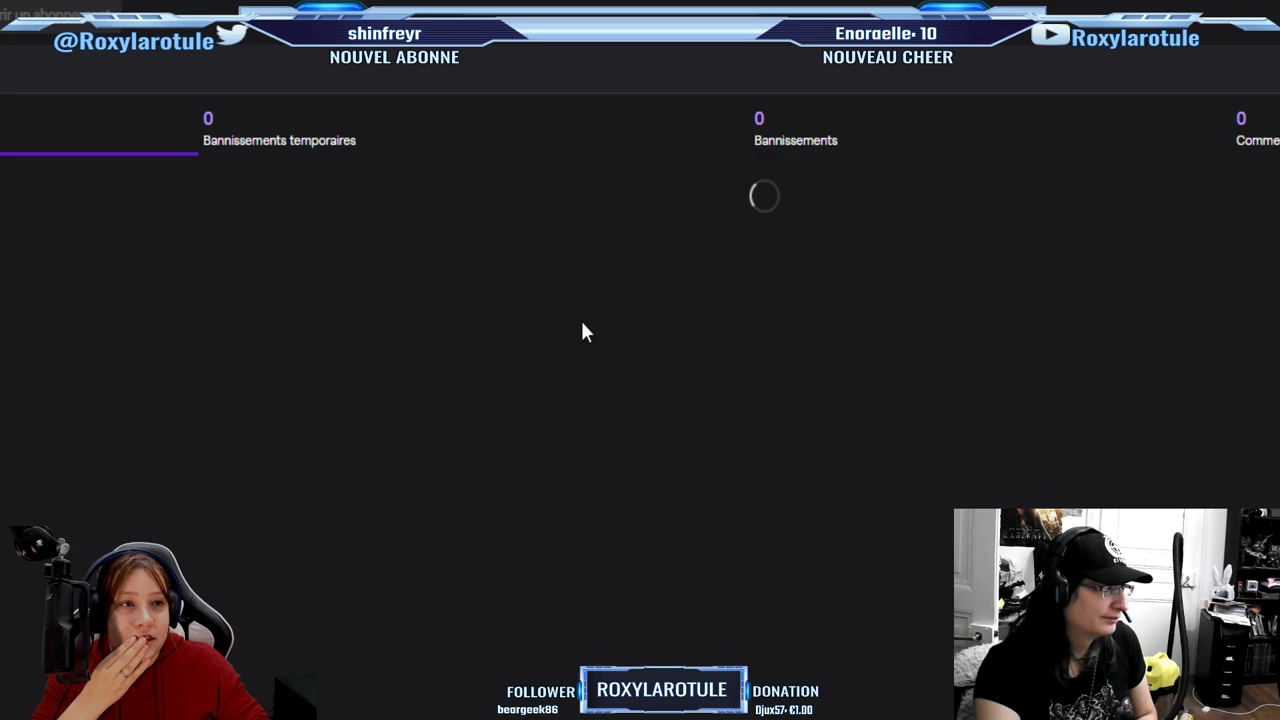 @Roxylarotule
shinfreyr
NOUVEL ABONNE
Enoraelle• 10
NOUVEAU CHEER
Roxylarotule
0
Bannissements temporaires
0
Bannissements
0
Comme
FOLLOWER
beargeek86
ROXYLAROTULE
DONATION
Djux57• €1.00